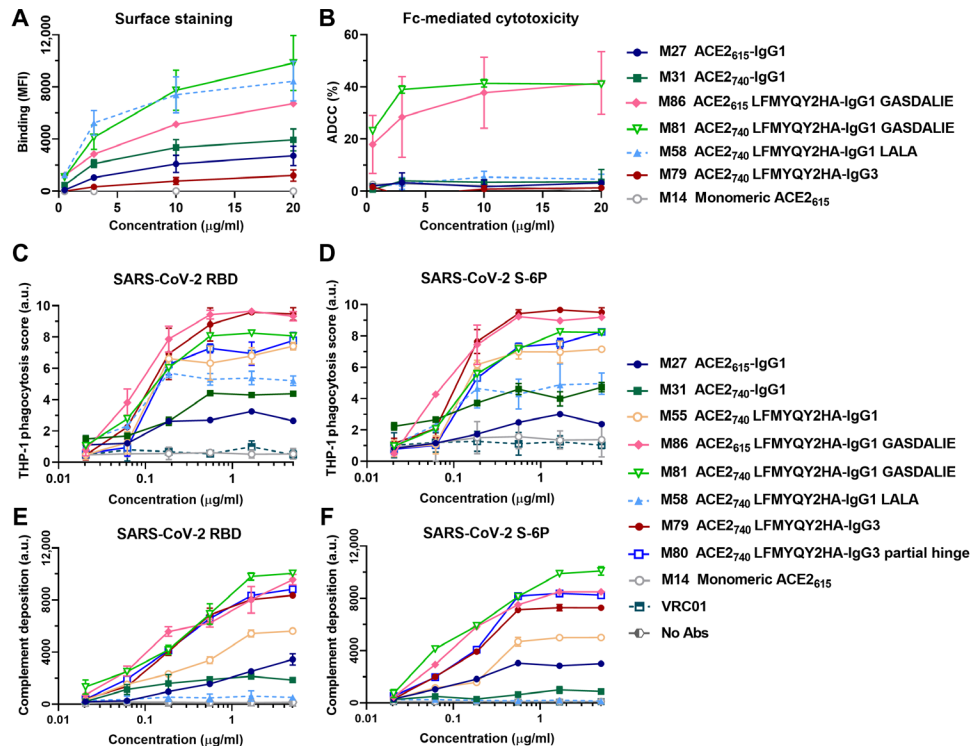 A
Surface staining
Binding (MFI)
12,000
8000
4000
0
0 5 10 15 20
Concentration (μg/ml)
B
Fc-mediated cytotoxicity
ADCC (%)
60
40
20
0
0 5 10 15 20
Concentration (μg/ml)
M27 ACE2615-IgG1
M31 ACE2740-IgG1
M86 ACE2615 LFMYQY2HA-IgG1 GASDALIE
M81 ACE2740 LFMYQY2HA-IgG1 GASDALIE
M58 ACE2740 LFMYQY2HA-IgG1 LALA
M79 ACE2740 LFMYQY2HA-IgG3
M14 Monomeric ACE2615
C
SARS-CoV-2 RBD
THP-1 phagocytosis score (a.u.)
10
8
6
4
2
0
0.01 0.1 1
Concentration (μg/ml)
D
SARS-CoV-2 S-6P
THP-1 phagocytosis score (a.u.)
10
8
6
4
2
0
0.01 0.1 1
Concentration (μg/ml)
E
SARS-CoV-2 RBD
Complement deposition (a.u.)
12,000
8000
4000
0
0.01 0.1 1
Concentration (μg/ml)
F
SARS-CoV-2 S-6P
Complement deposition (a.u.)
12,000
8000
4000
0
0.01 0.1 1
Concentration (μg/ml)
M27 ACE2615-IgG1
M31 ACE2740-IgG1
M55 ACE2740 LFMYQY2HA-IgG1
M86 ACE2615 LFMYQY2HA-IgG1 GASDALIE
M81 ACE2740 LFMYQY2HA-IgG1 GASDALIE
M58 ACE2740 LFMYQY2HA-IgG1 LALA
M79 ACE2740 LFMYQY2HA-IgG3
M80 ACE2740 LFMYQY2HA-IgG3 partial hinge
M14 Monomeric ACE2615
VRC01
No Abs